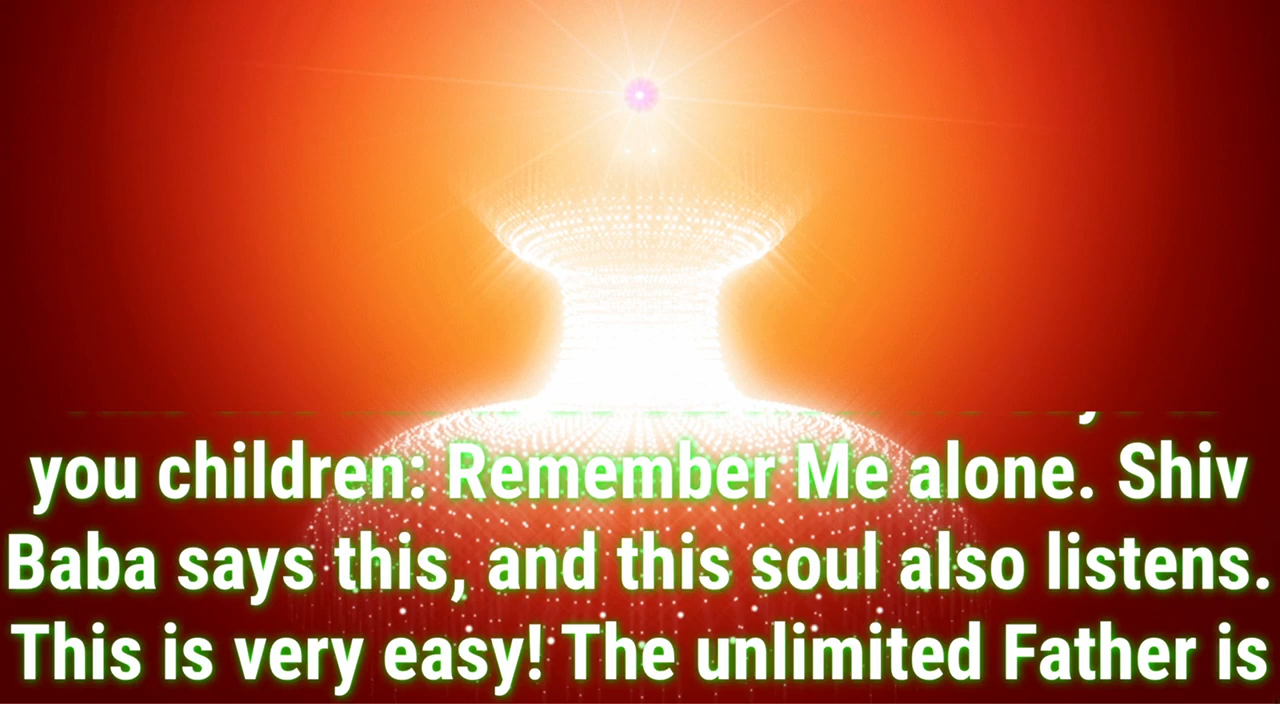 you children: Remember Me alone. Shiv
Baba says this, and this soul also listens.
This is very easy! The unlimited Father is